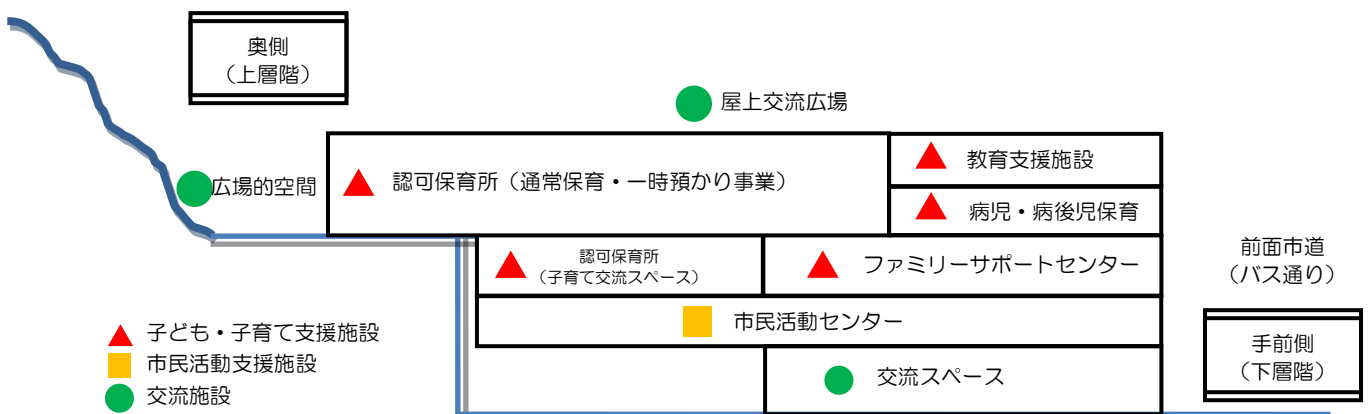 奥側
（上層階）
屋上交流広場
広場的空間
認可保育所（通常保育・一時預かり事業）
教育支援施設
病児・病後児保育
認可保育所
（子育て交流スペース）
ファミリーサポートセンター
前面市道
（バス通り）
市民活動センター
子ども・子育て支援施設
市民活動支援施設
交流施設
交流スペース
手前側
（下層階）